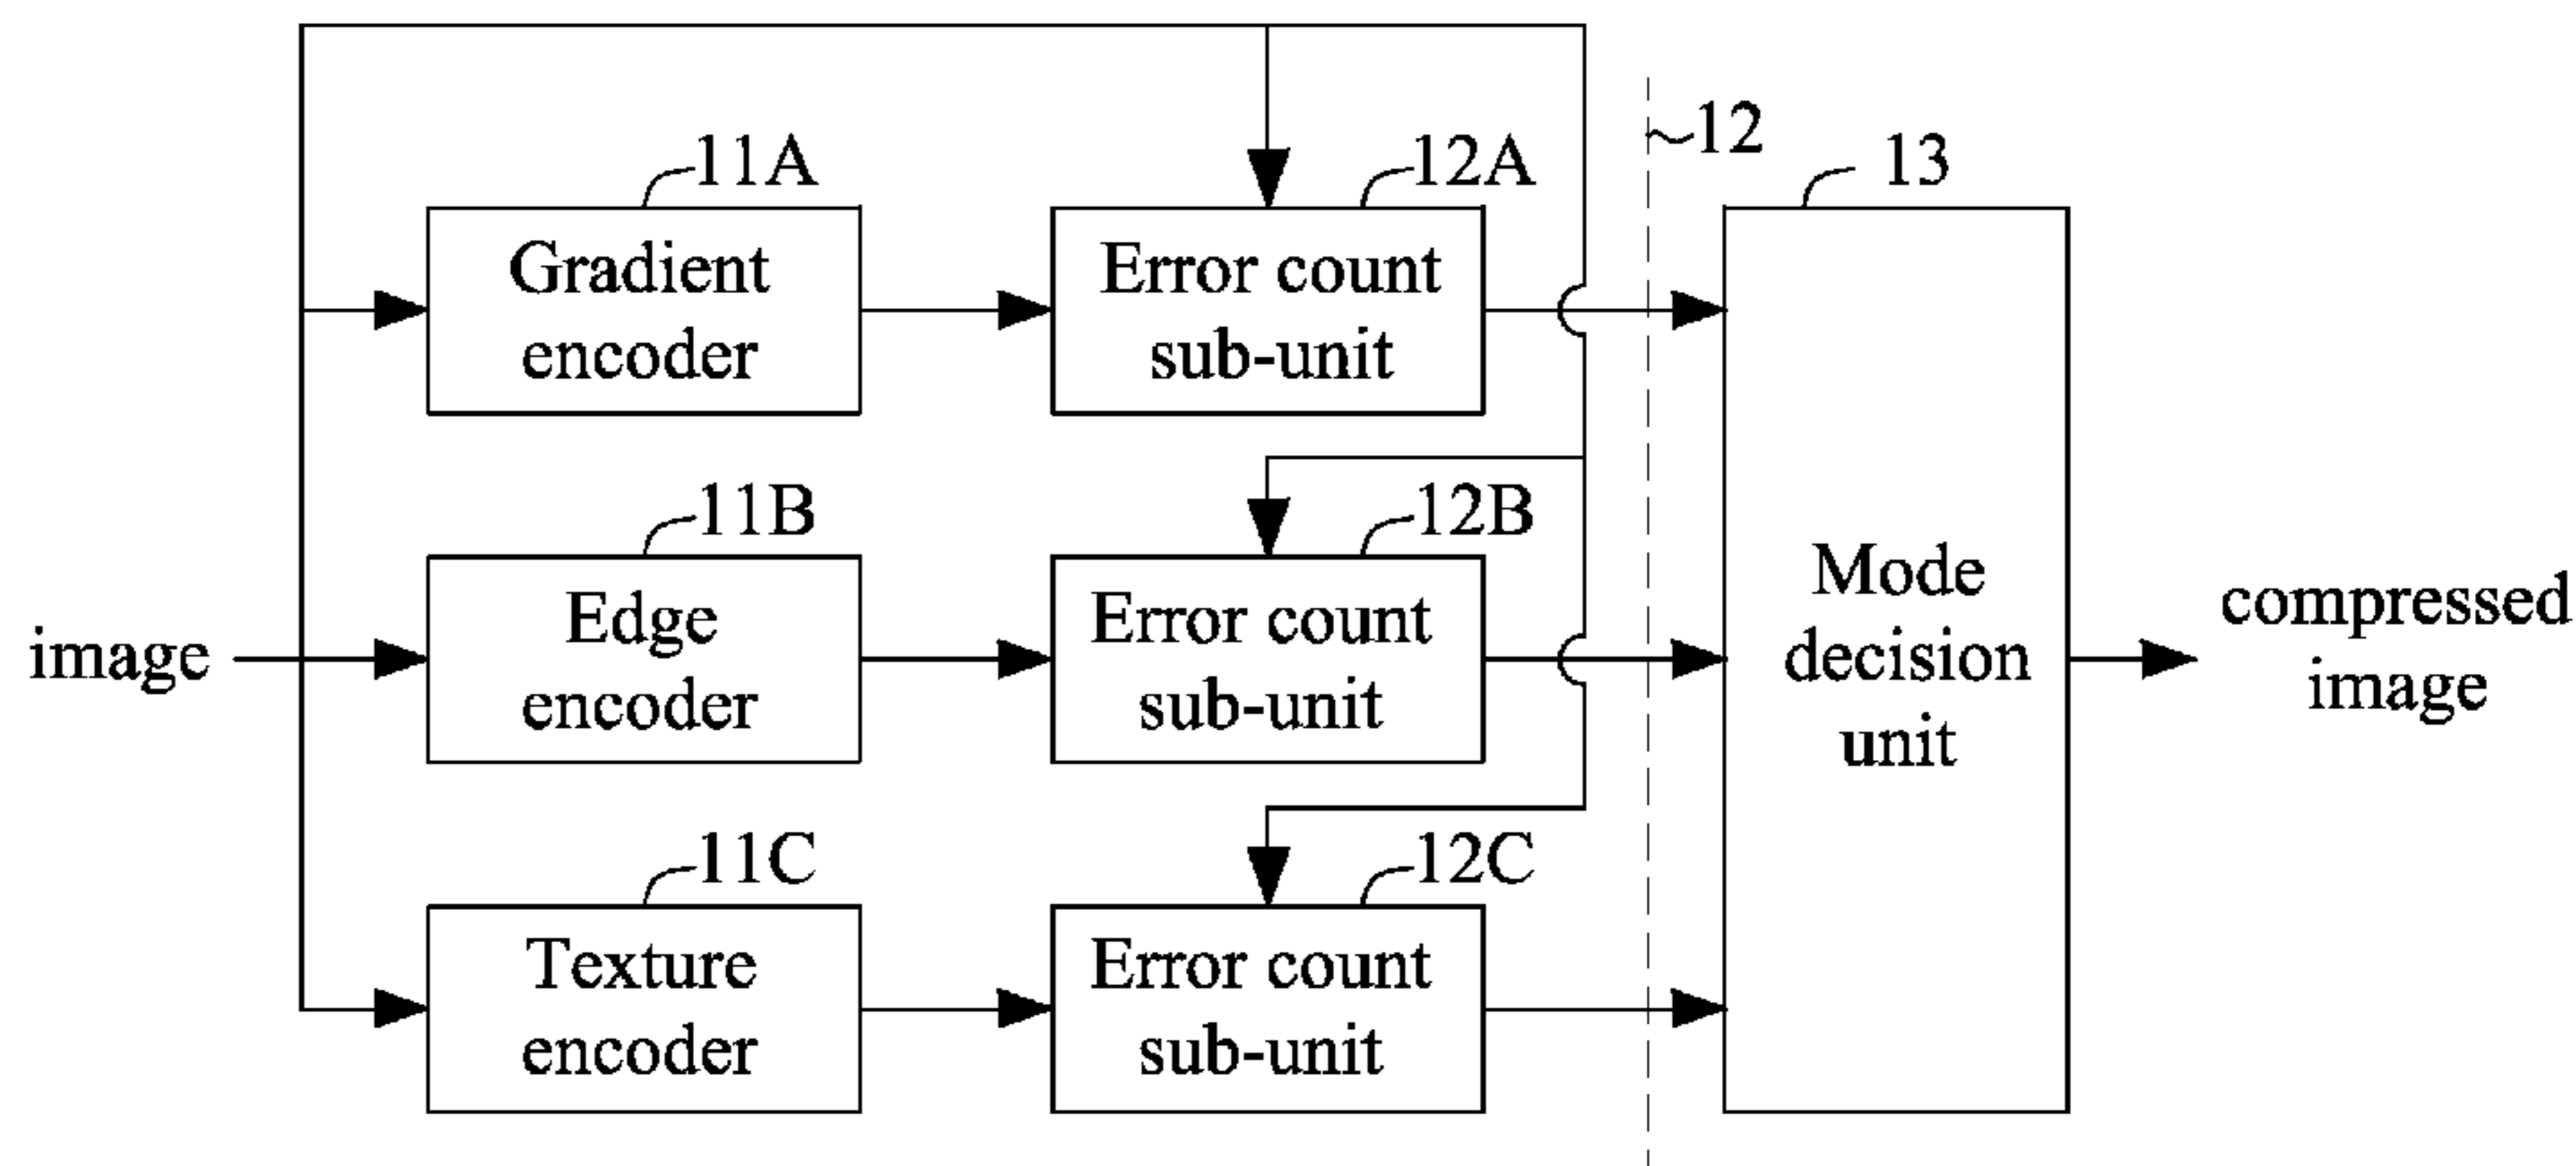 12
11A
12A
13
Gradient
encoder
Error count
sub-unit
11B
12B
image
Edge
encoder
Error count
sub-unit
Mode
decision
unit
compressed
image
11C
12C
Texture
encoder
Error count
sub-unit